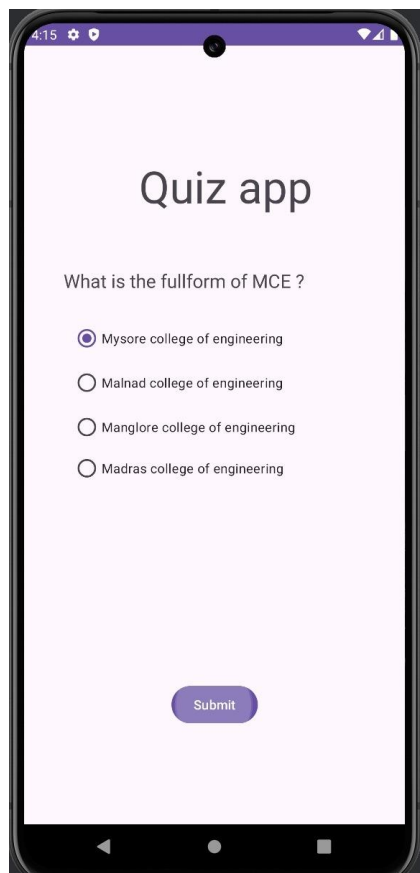 4:15
Quiz app
What is the fullform of MCE ?
Mysore college of engineering
Malnad college of engineering
Manglore college of engineering
Madras college of engineering
Submit